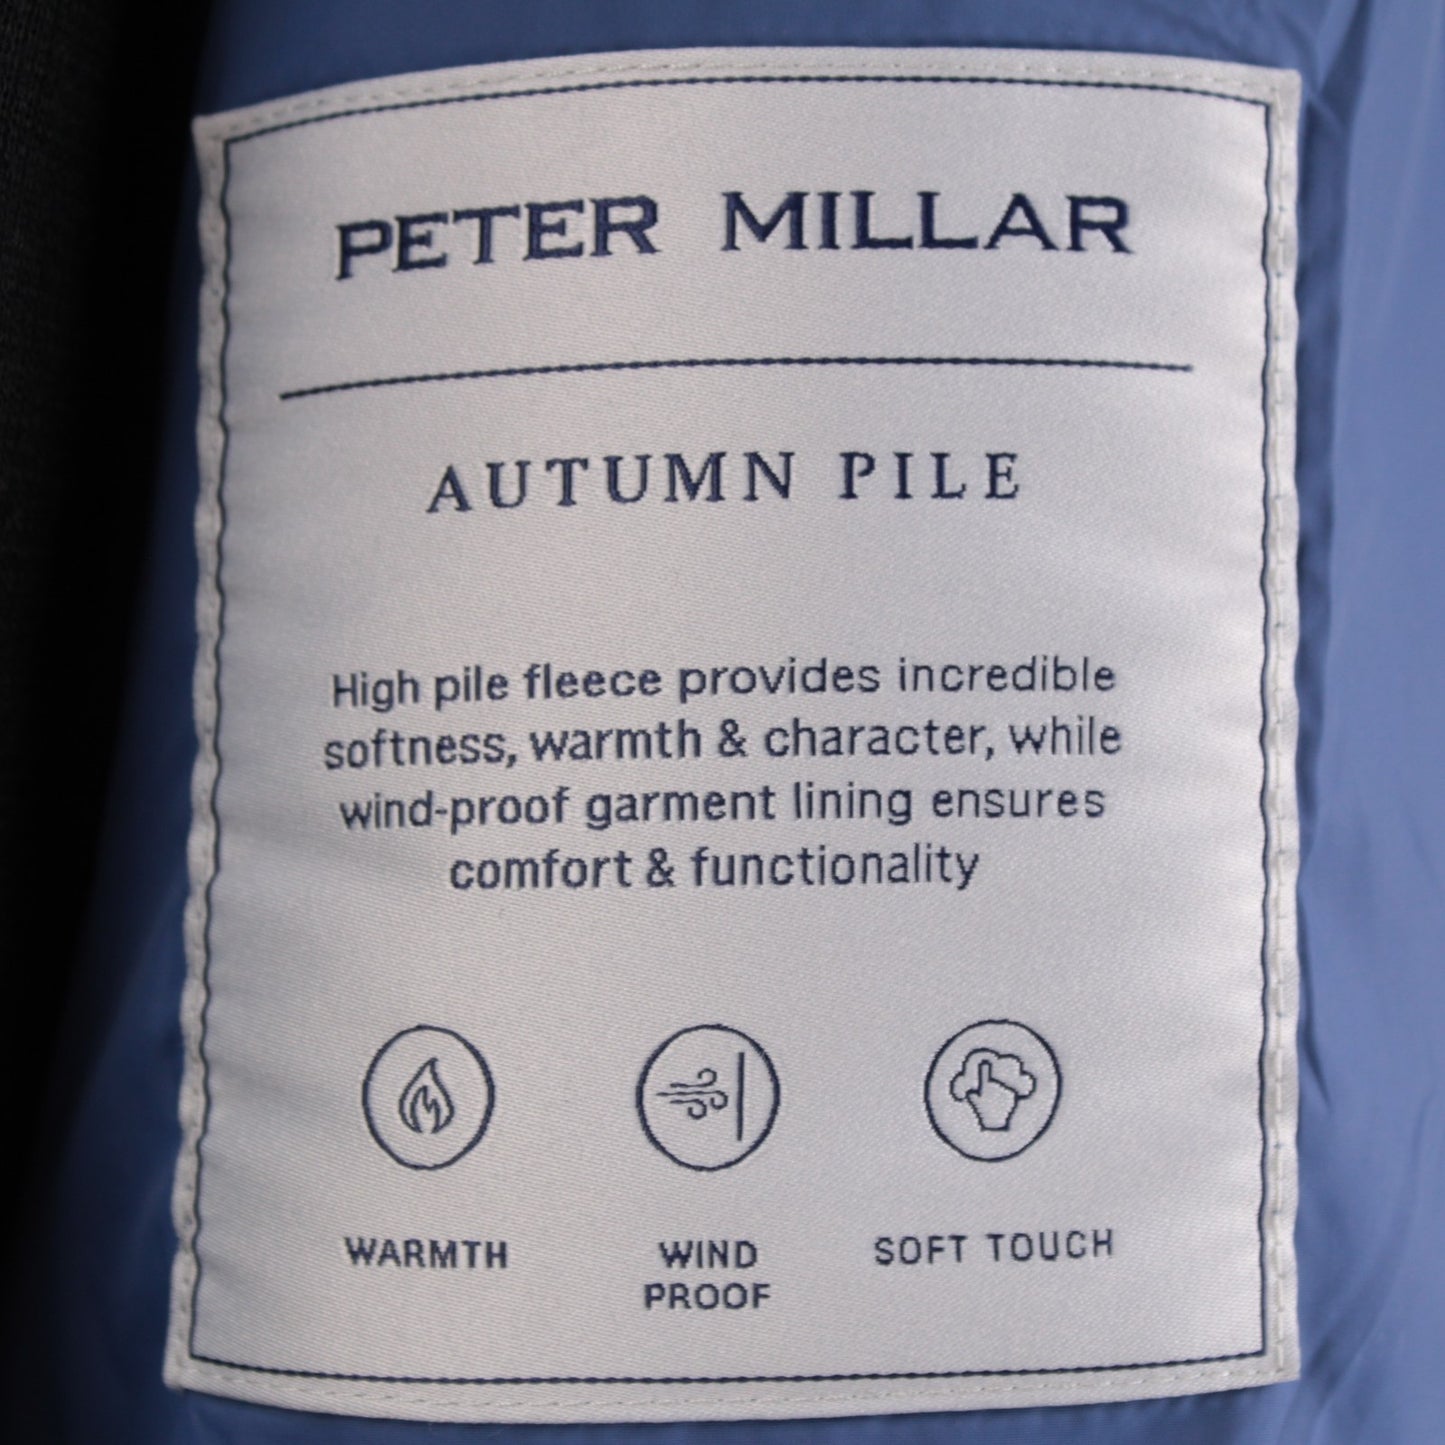 PETER MILLAR
AUTUMN PILE
High pile fleece provides incredible
softness, warmth & character, while
wind-proof garment lining ensures
comfort & functionality
WARMTH
WIND
PROOF
SOFT TOUCH